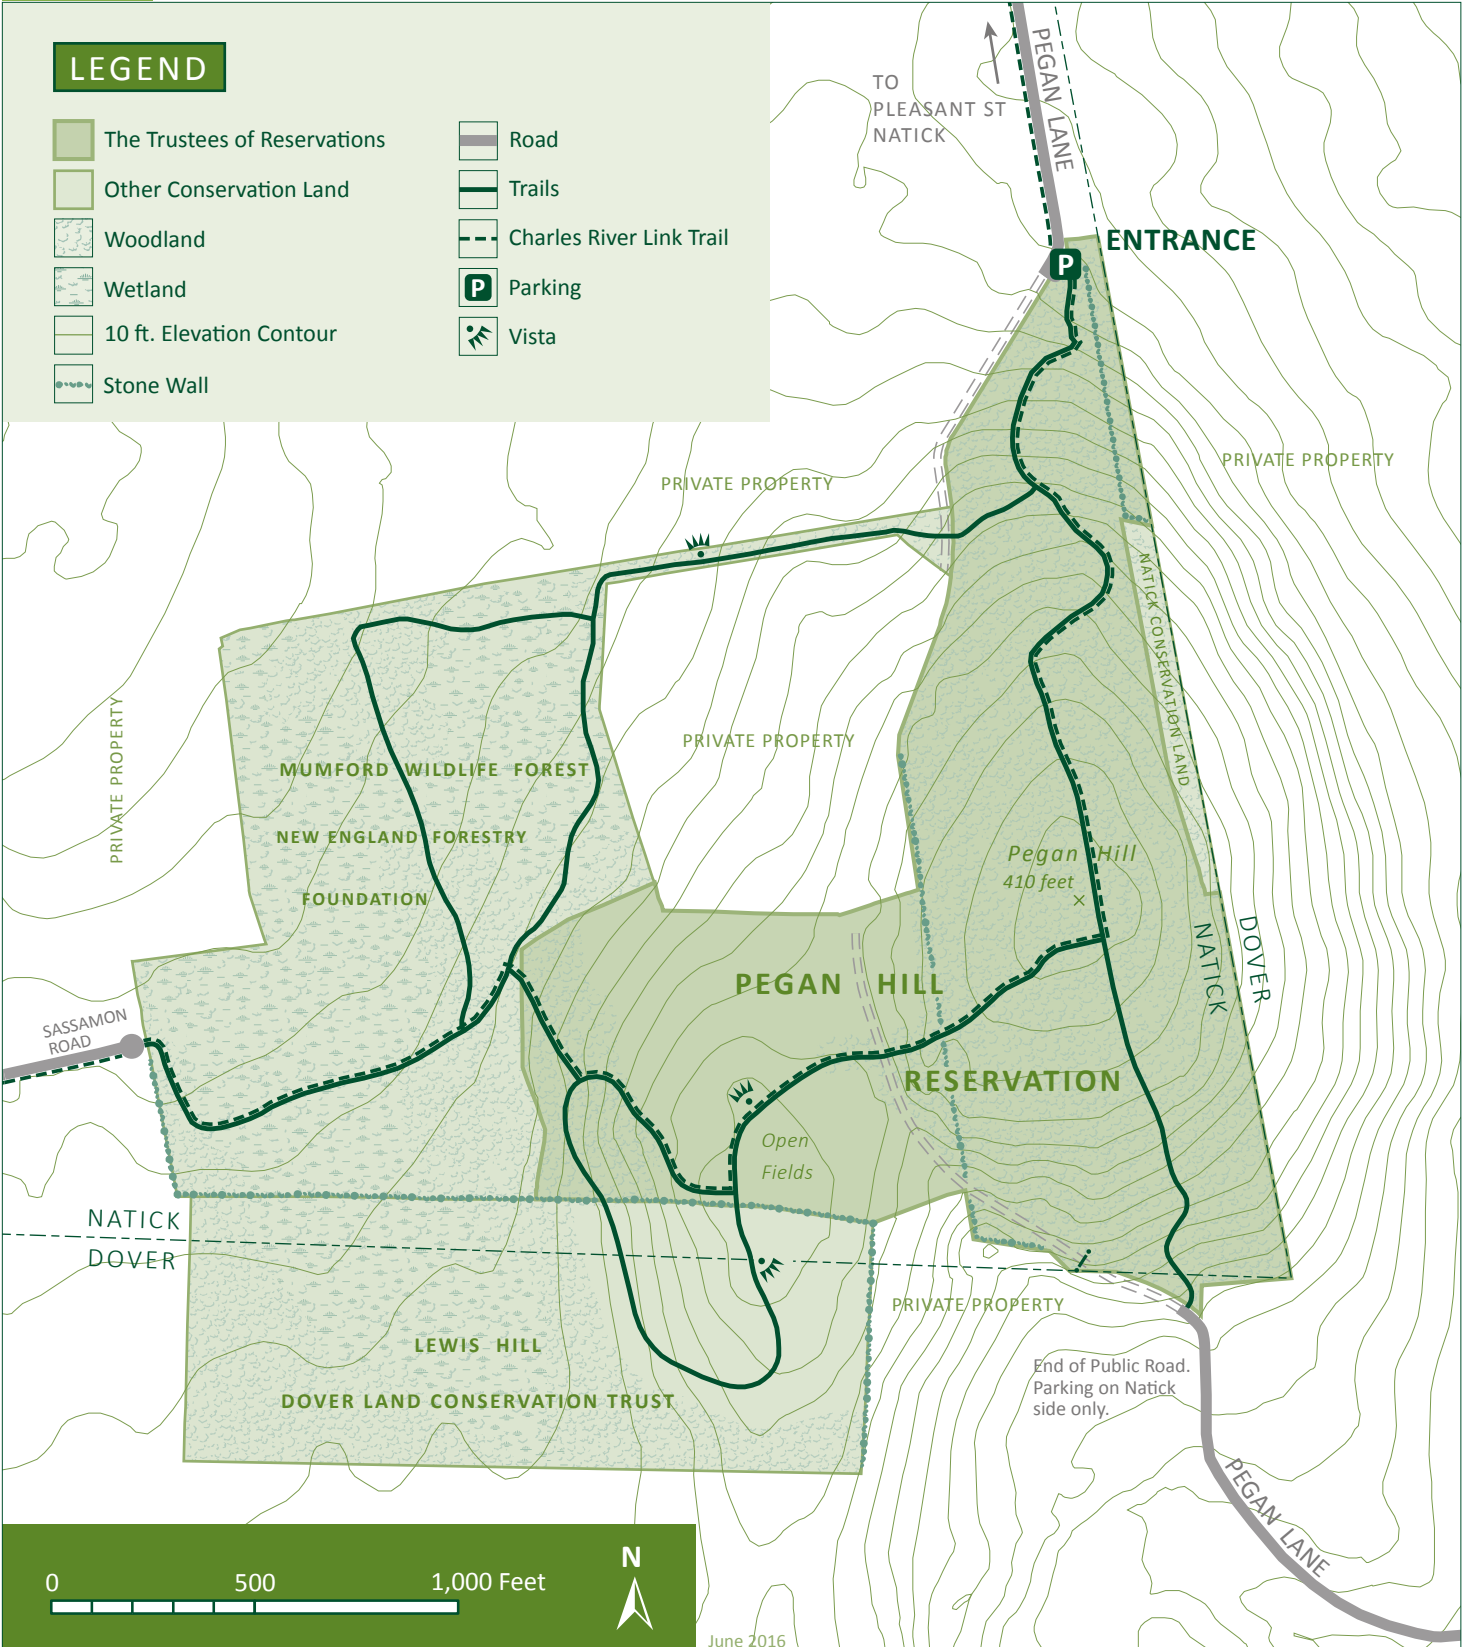 LEGEND
The Trustees of Reservations
Other Conservation Land
Woodland
Wetland
10 ft. Elevation Contour
Stone Wall
Road
Trails
Charles River Link Trail
P
Parking
Vista
TO
PLEASANT ST
NATICK
PEGAN LANE
ENTRANCE
P
PRIVATE PROPERTY
PRIVATE PROPERTY
NATICK CONSERVATION LAND
PRIVATE PROPERTY
PRIVATE PROPERTY
MUMFORD WILDLIFE FOREST
NEW ENGLAND FORESTRY
FOUNDATION
Pegan Hill
410 feet
NATICK
DOVER
PEGAN HILL
RESERVATION
SASSAMON
ROAD
Open
Fields
NATICK
DOVER
PRIVATE PROPERTY
LEWIS HILL
DOVER LAND CONSERVATION TRUST
End of Public Road.
Parking on Natick
side only.
PEGAN LANE
0 500 1,000 Feet
N
June 2016